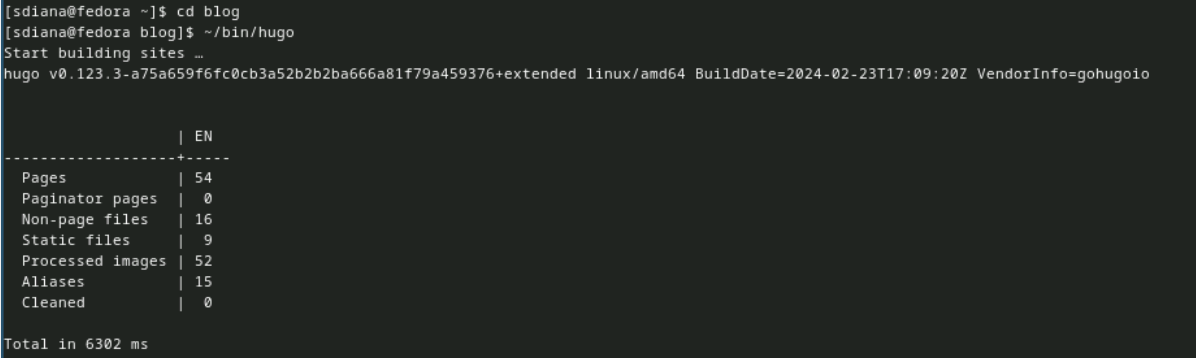 [sdiana@fedora ~]$ cd blog
[sdiana@fedora blog]$ ~/bin/hugo
Start building sites …
hugo v0.123.3-a75a659f6fc0cb3a52b2b2ba666a81f79a459376+extended linux/amd64 BuildDate=2024-02-23T17:09:20Z VendorInfo=gohugoio
                   | EN
-------------------+-----
  Pages            | 54
  Paginator pages  |  0
  Non-page files   | 16
  Static files     |  9
  Processed images | 52
  Aliases          | 15
  Cleaned          |  0
Total in 6302 ms